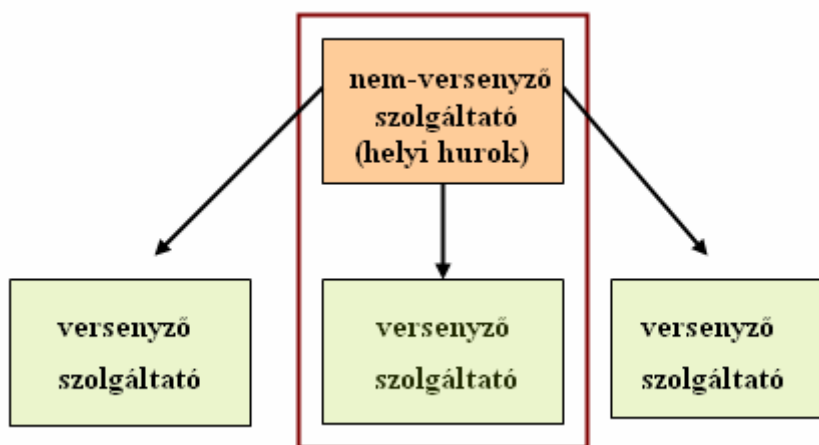 nem-versenyző
szolgáltató
(helyi hurok)
versenyző
szolgáltató
versenyző
szolgáltató
versenyző
szolgáltató